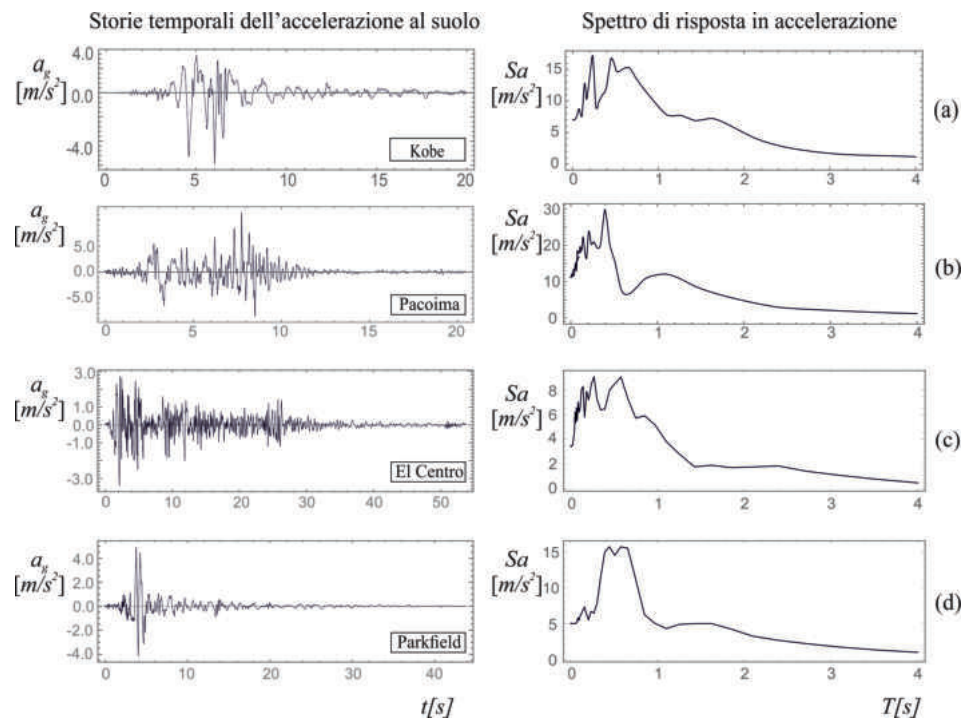 Storie temporali dell'accelerazione al suolo
Spettro di risposta in accelerazione
a_g
[m/s²]
4.0
0.0
-4.0
Kobe
0 5 10 15 20
Sa
[m/s²]
15
10
5
0
0 1 2 3 4
(a)
a_g
[m/s²]
5.0
0.0
-5.0
Pacoima
0 5 10 15 20
Sa
[m/s²]
30
20
10
0
0 1 2 3 4
(b)
a_g
[m/s²]
3.0
1.0
0.0
-1.0
-3.0
El Centro
0 10 20 30 40 50
Sa
[m/s²]
8
6
4
2
0
0 1 2 3 4
(c)
a_g
[m/s²]
4.0
2.0
0.0
-2.0
-4.0
Parkfield
0 10 20 30 40
t[s]
Sa
[m/s²]
15
10
5
0
0 1 2 3 4
(d)
T[s]